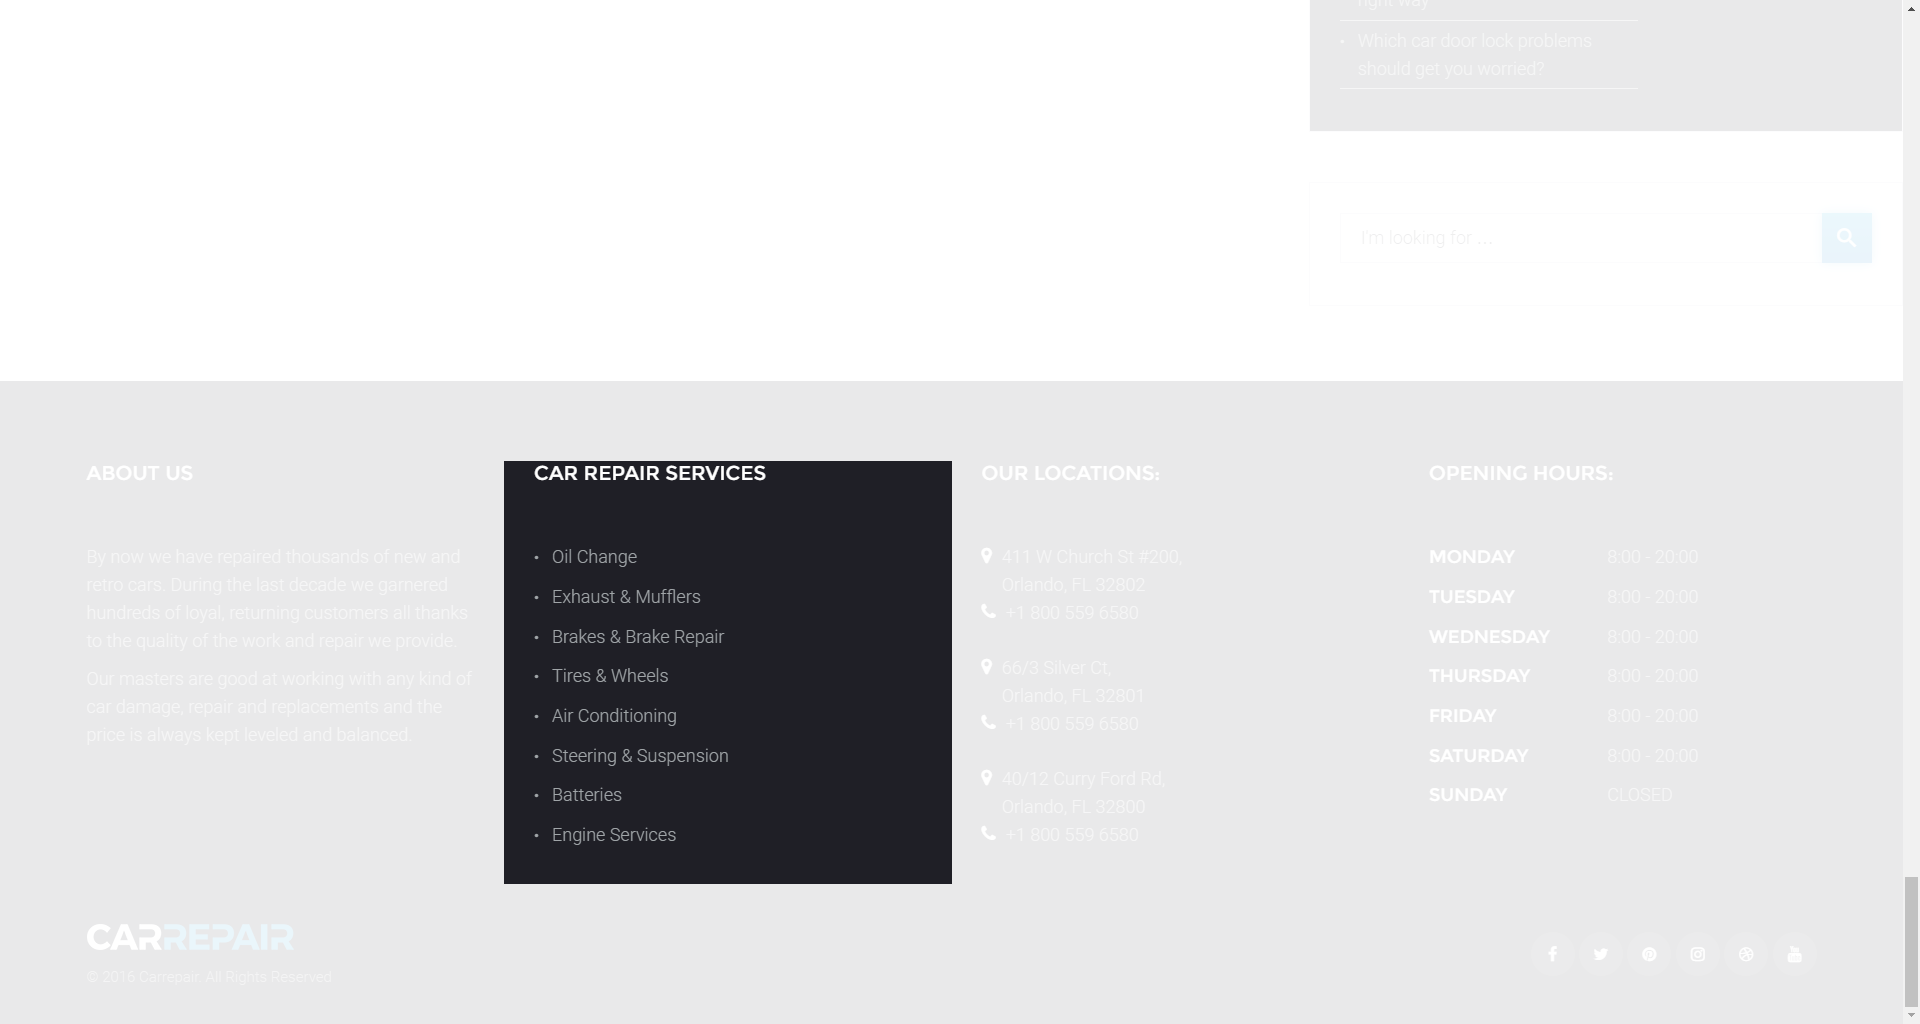 right way
• Which car door lock problems
should get you worried?
I'm looking for ...
ABOUT US
By now we have repaired thousands of new and
retro cars. During the last decade we garnered
hundreds of loyal, returning customers all thanks
to the quality of the work and repair we provide.
Our masters are good at working with any kind of
car damage, repair and replacements and the
price is always kept leveled and balanced.
CAR REPAIR SERVICES
• Oil Change
• Exhaust & Mufflers
• Brakes & Brake Repair
• Tires & Wheels
• Air Conditioning
• Steering & Suspension
• Batteries
• Engine Services
OUR LOCATIONS:
411 W Church St #200,
Orlando, FL 32802
+1 800 559 6580
66/3 Silver Ct,
Orlando, FL 32801
+1 800 559 6580
40/12 Curry Ford Rd,
Orlando, FL 32800
+1 800 559 6580
OPENING HOURS:
MONDAY 8:00 - 20:00
TUESDAY 8:00 - 20:00
WEDNESDAY 8:00 - 20:00
THURSDAY 8:00 - 20:00
FRIDAY 8:00 - 20:00
SATURDAY 8:00 - 20:00
SUNDAY CLOSED
CARREPAIR
© 2016 Carrepair. All Rights Reserved